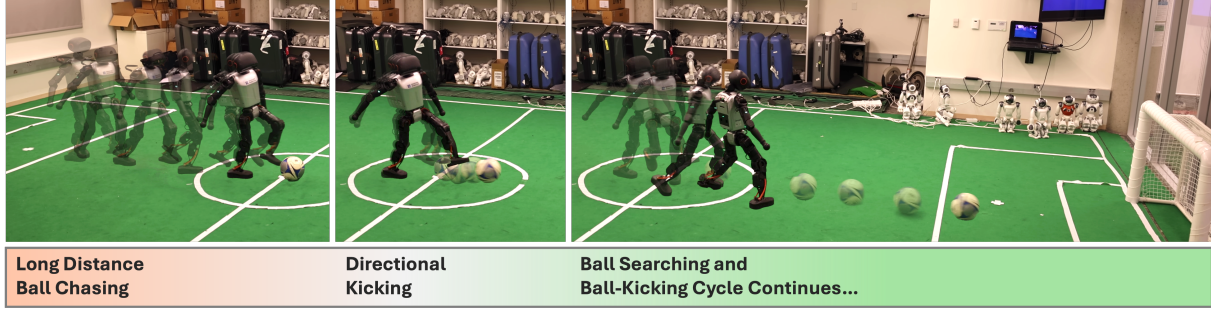 Long Distance
Ball Chasing
Directional
Kicking
Ball Searching and
Ball-Kicking Cycle Continues...